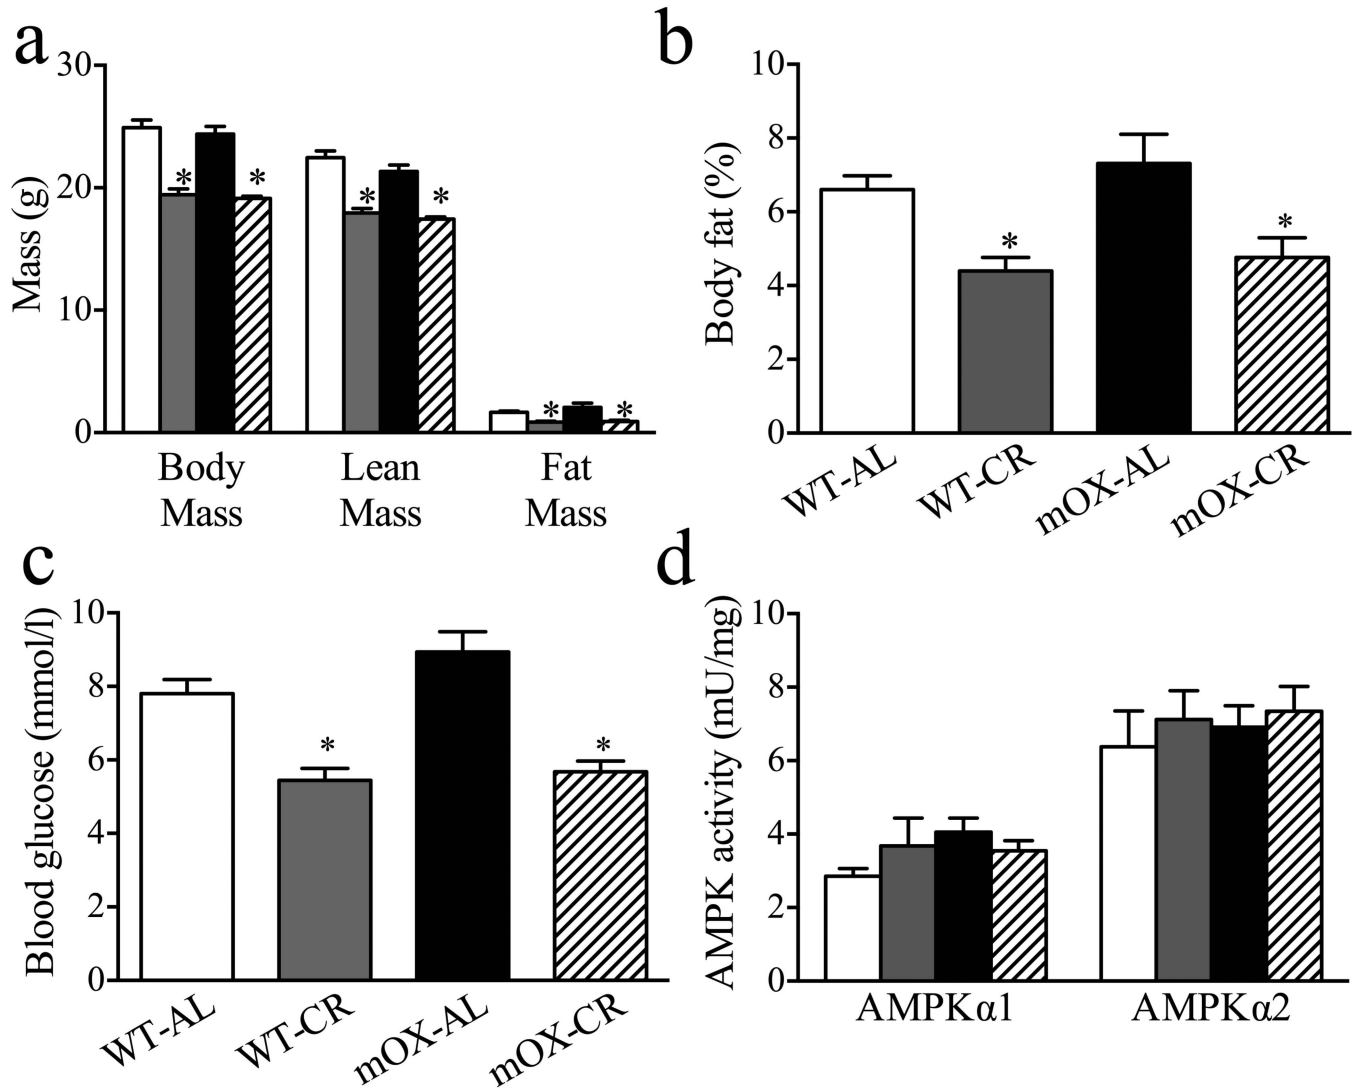 a
30
20
10
0
Mass (g)
*
*
*
*
*
*
Body
Mass
Lean
Mass
Fat
Mass
b
10
8
6
4
2
0
Body fat (%)
*
*
WT-AL
WT-CR
mOX-AL
mOX-CR
c
10
8
6
4
2
0
Blood glucose (mmol/l)
*
*
WT-AL
WT-CR
mOX-AL
mOX-CR
d
10
8
6
4
2
0
AMPK activity (mU/mg)
AMPKα1
AMPKα2